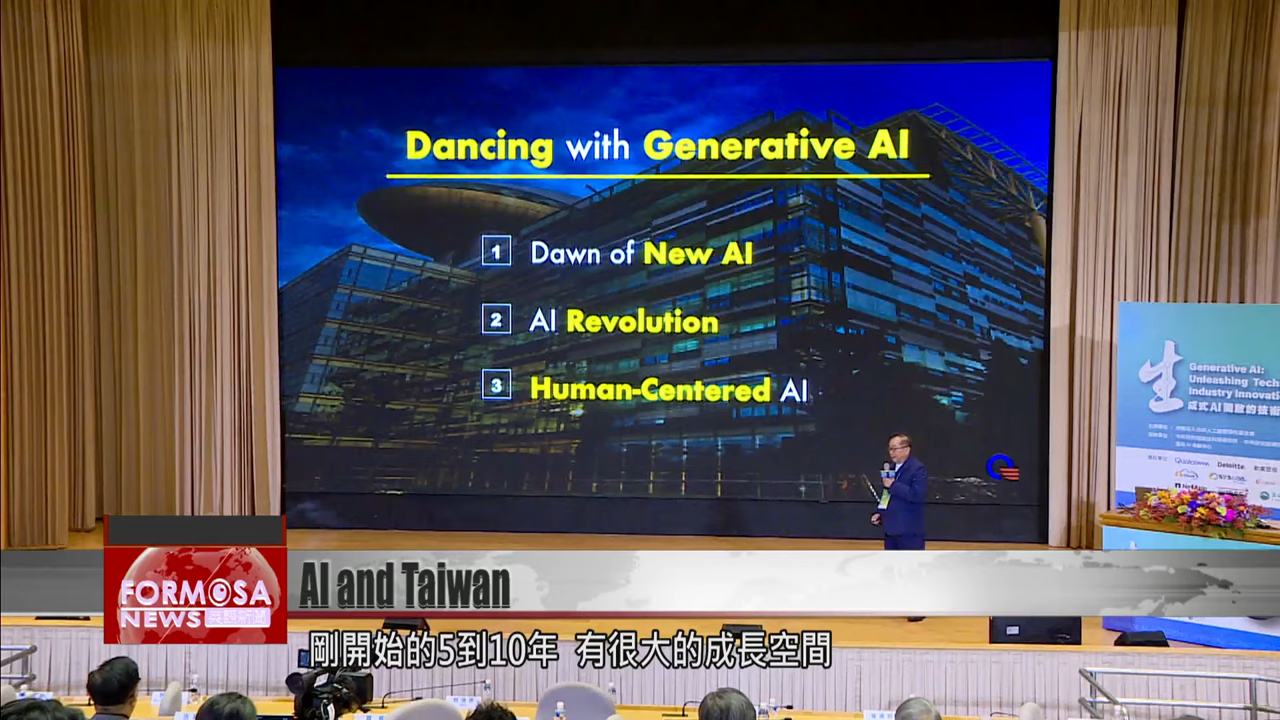 Dancing with Generative AI
1 Dawn of New AI
2 AI Revolution
3 Human-Centered AI
生
Generative AI:
Unleashing Tech
Industry Innovati
成式AI開啟的技術
Deloitte.
FORMOSA
NEWS
AI and Taiwan
剛開始的5到10年 有很大的成長空間